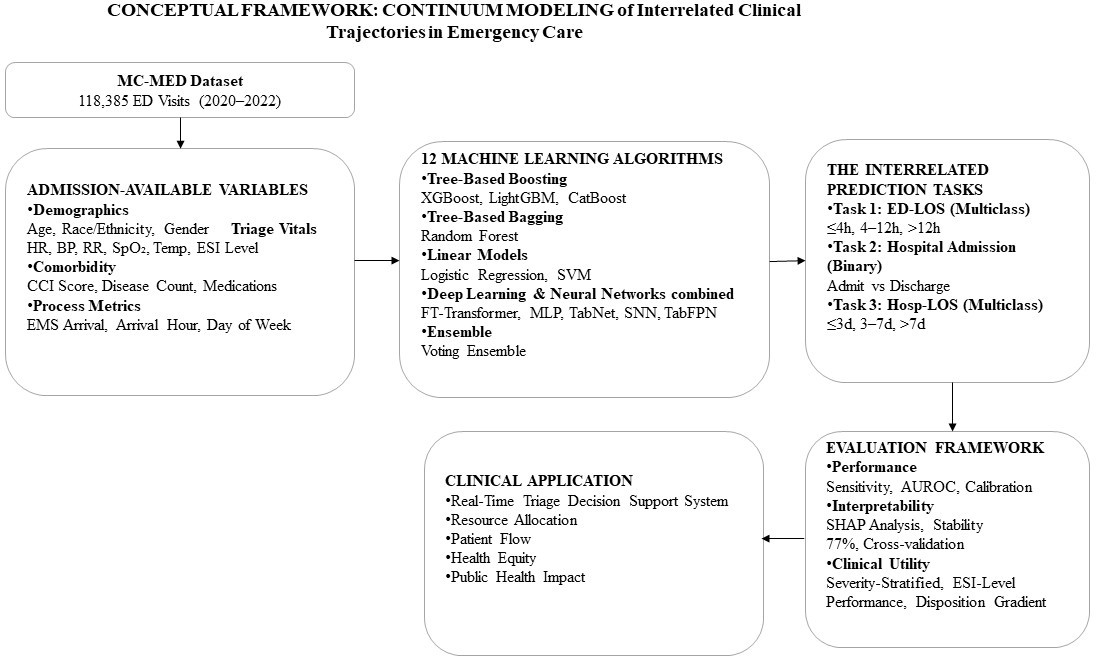 CONCEPTUAL FRAMEWORK: CONTINUUM MODELING of Interrelated Clinical
Trajectories in Emergency Care
MC-MED Dataset
118,385 ED Visits (2020–2022)
ADMISSION-AVAILABLE VARIABLES
•Demographics
Age, Race/Ethnicity, Gender Triage Vitals
HR, BP, RR, SpO₂, Temp, ESI Level
•Comorbidity
CCI Score, Disease Count, Medications
•Process Metrics
EMS Arrival, Arrival Hour, Day of Week
12 MACHINE LEARNING ALGORITHMS
•Tree-Based Boosting
XGBoost, LightGBM, CatBoost
•Tree-Based Bagging
Random Forest
•Linear Models
Logistic Regression, SVM
•Deep Learning & Neural Networks combined
FT-Transformer, MLP, TabNet, SNN, TabFPN
•Ensemble
Voting Ensemble
THE INTERRELATED
PREDICTION TASKS
•Task 1: ED-LOS (Multiclass)
≤4h, 4–12h, >12h
•Task 2: Hospital Admission
(Binary)
Admit vs Discharge
•Task 3: Hosp-LOS (Multiclass)
≤3d, 3–7d, >7d
EVALUATION FRAMEWORK
•Performance
Sensitivity, AUROC, Calibration
•Interpretability
SHAP Analysis, Stability
77%, Cross-validation
•Clinical Utility
Severity-Stratified, ESI-Level
Performance, Disposition Gradient
CLINICAL APPLICATION
•Real-Time Triage Decision Support System
•Resource Allocation
•Patient Flow
•Health Equity
•Public Health Impact